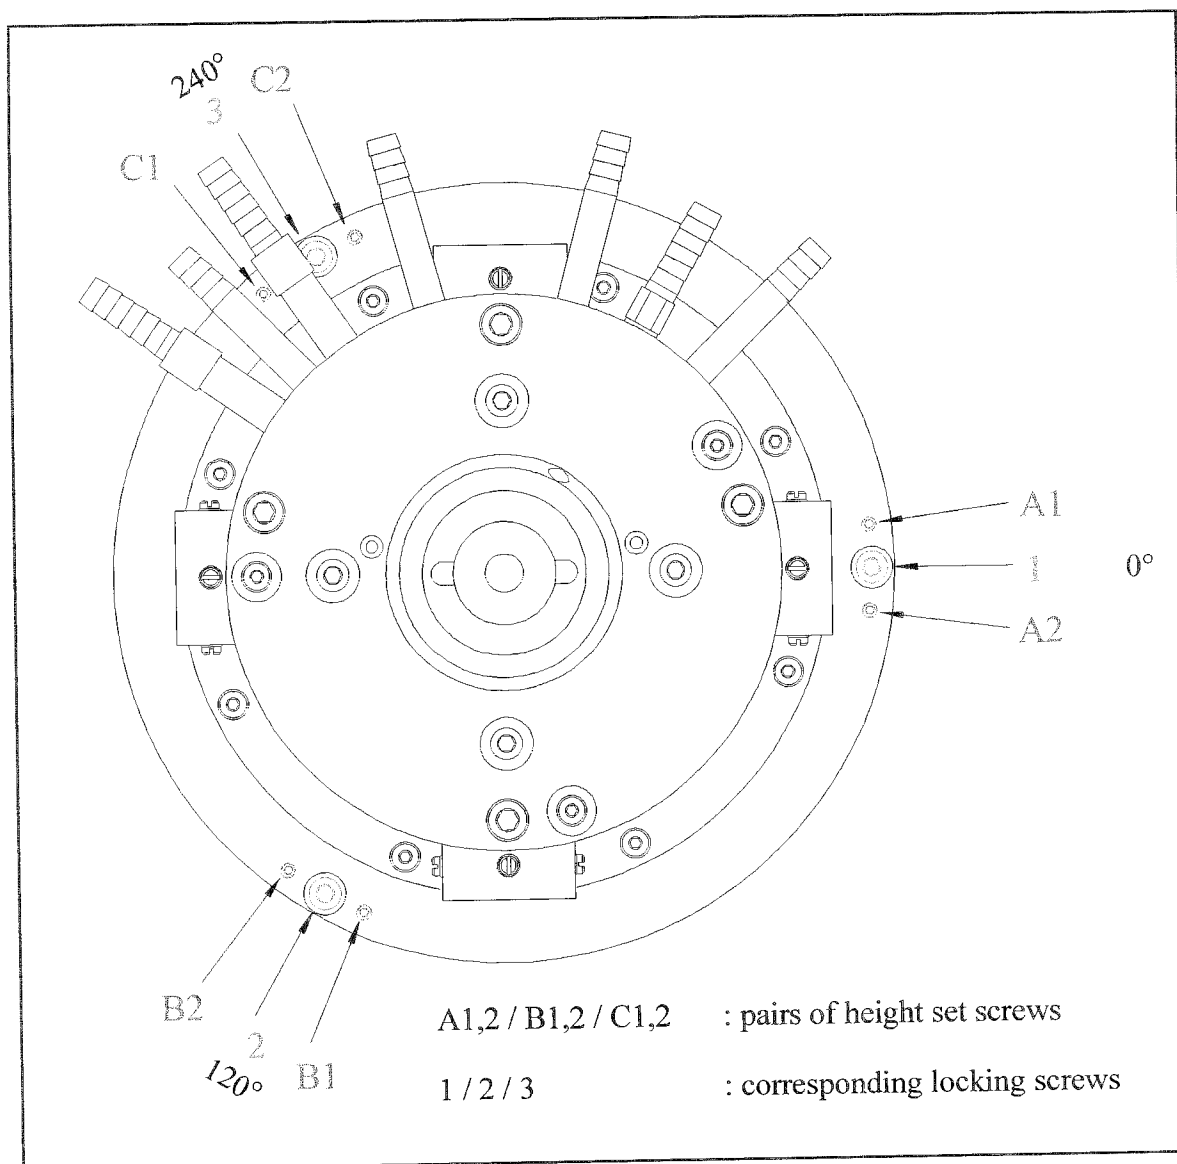 240°
C2
3
C1
A1
1
0°
A2
B2
2
120°
B1
A1,2 / B1,2 / C1,2 : pairs of height set screws
1 / 2 / 3 : corresponding locking screws